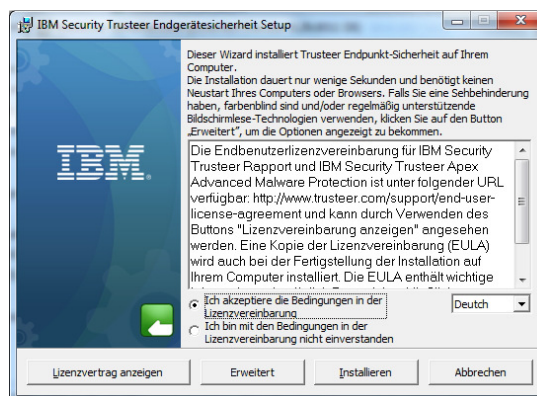 IBM Security Trusteer Endgerätesicherheit Setup
Dieser Wizard installiert Trusteer Endpunkt-Sicherheit auf Ihrem
Computer.
Die Installation dauert nur wenige Sekunden und benötigt keinen
Neustart Ihres Computers oder Browsers. Falls Sie eine Sehbehinderung
haben, farbenblind sind und/oder regelmäßig unterstützende
Bildschirmlese-Technologien verwenden, klicken Sie auf den Button
„Erweitert”, um die Optionen angezeigt zu bekommen.
IBM.
Die Endbenutzerlizenzvereinbarung für IBM Security
Trusteer Rapport und IBM Security Trusteer Apex
Advanced Malware Protection ist unter folgender URL
verfügbar: http://www.trusteer.com/support/end-user-
license-agreement und kann durch Verwenden des
Buttons "Lizenzvereinbarung anzeigen" angesehen
werden. Eine Kopie der Lizenzvereinbarung (EULA)
wird auch bei der Fertigstellung der Installation auf
Ihrem Computer installiert. Die EULA enthält wichtige
Ich akzeptiere die Bedingungen in der
Lizenzvereinbarung
Deutch
Ich bin mit den Bedingungen in der
Lizenzvereinbarung nicht einverstanden
Lizenzvertrag anzeigen
Erweitert
Installieren
Abbrechen